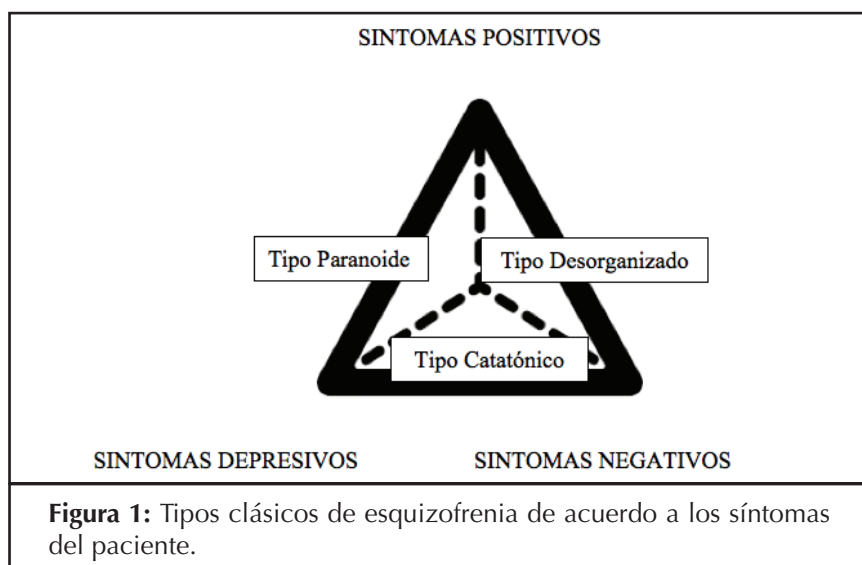 SINTOMAS POSITIVOS
Tipo Paranoide
Tipo Desorganizado
Tipo Catatónico
SINTOMAS DEPRESIVOS
SINTOMAS NEGATIVOS
Figura 1: Tipos clásicos de esquizofrenia de acuerdo a los síntomas
del paciente.